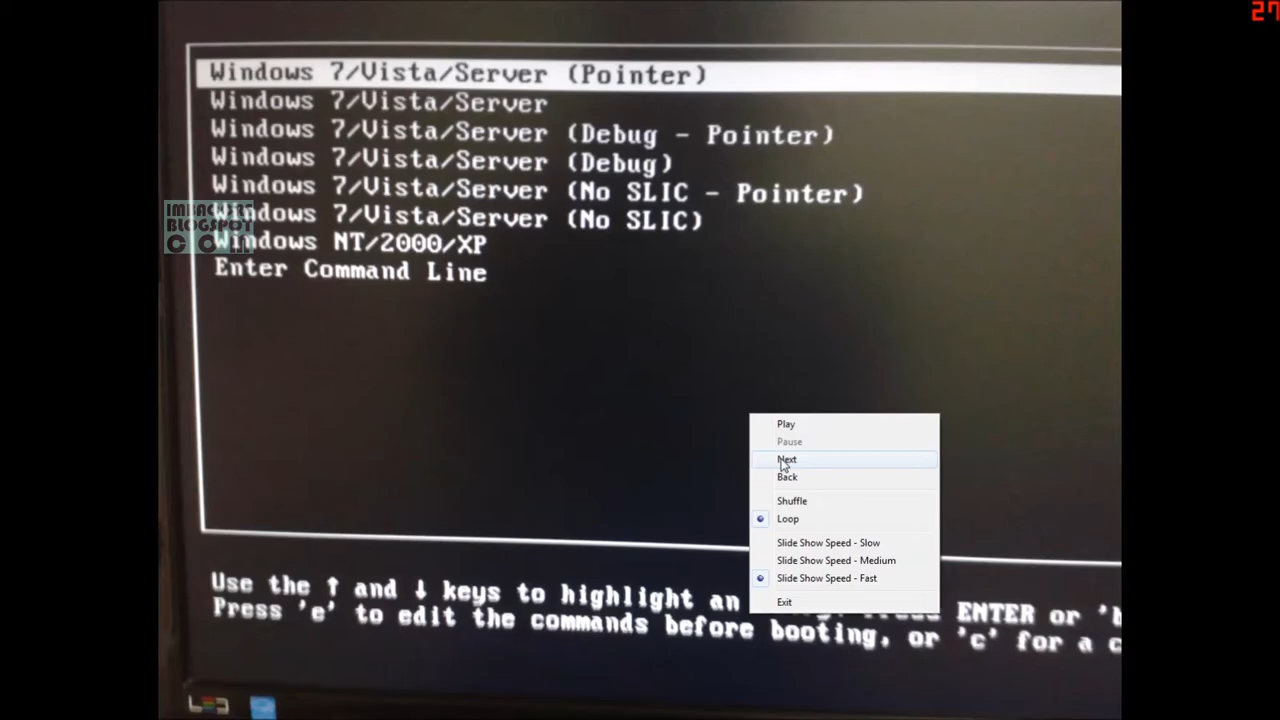 27
Windows 7/Vista/Server (Pointer)
Windows 7/Vista/Server
Windows 7/Vista/Server (Debug - Pointer)
Windows 7/Vista/Server (Debug)
Windows 7/Vista/Server (No SLIC - Pointer)
Windows 7/Vista/Server (No SLIC)
Windows NT/2000/XP
Enter Command Line
BLOGSPOT
COM
Play
Pause
Next
Back
Shuffle
Loop
Slide Show Speed - Slow
Slide Show Speed - Medium
Slide Show Speed - Fast
Exit
Use the ↑ and ↓ keys to highlight an ENTER or 'b
Press 'e' to edit the commands before booting, or 'c' for a c